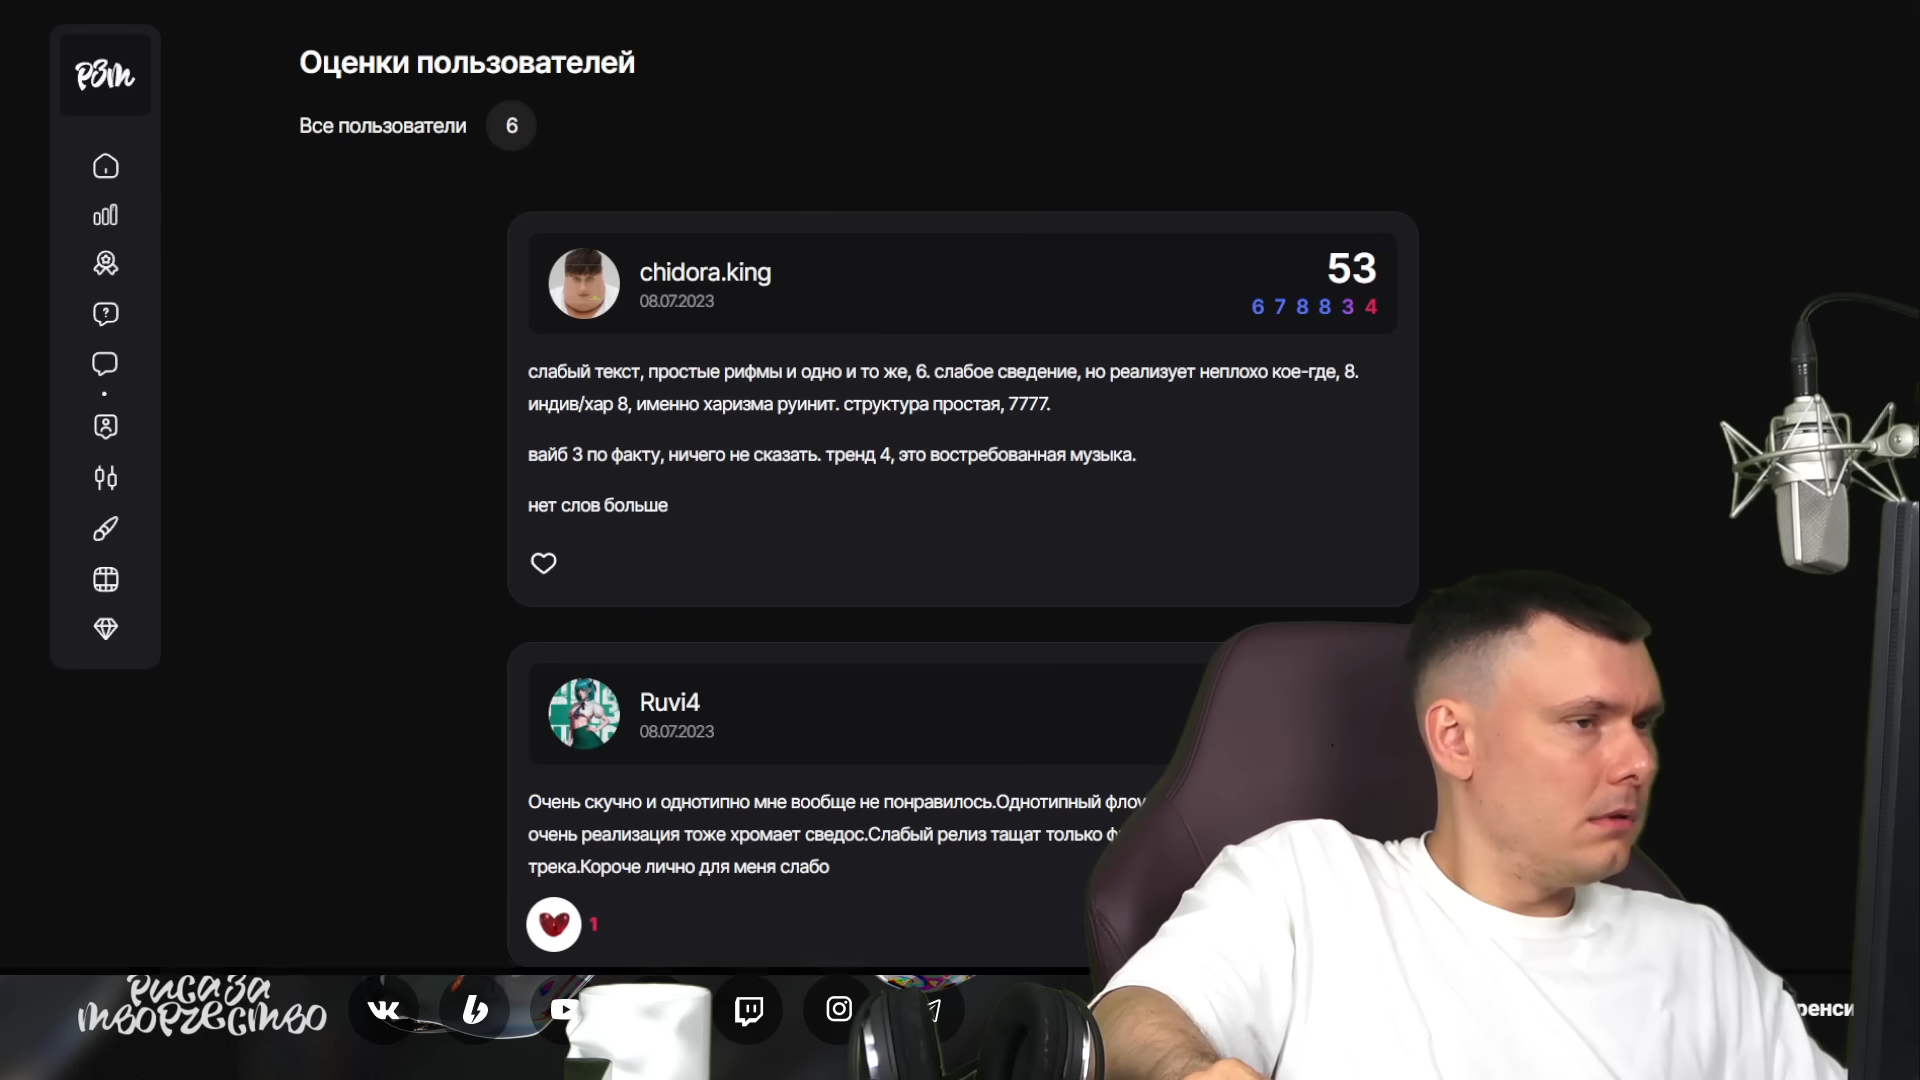 РЗТ
Оценки пользователей
Все пользователи 6
chidora.king
08.07.2023
53
6 7 8 8 3 4
слабый текст, простые рифмы и одно и то же, 6. слабое сведение, но реализует неплохо кое-где, 8.
индив/хар 8, именно харизма руинит. структура простая, 7777.
вайб 3 по факту, ничего не сказать. тренд 4, это востребованная музыка.
нет слов больше
Ruvi4
08.07.2023
Очень скучно и однотипно мне вообще не понравилось.Однотипный флоу
очень реализация тоже хромает сведос.Слабый релиз тащат только
трека.Короче лично для меня слабо
1
риса за
творчество